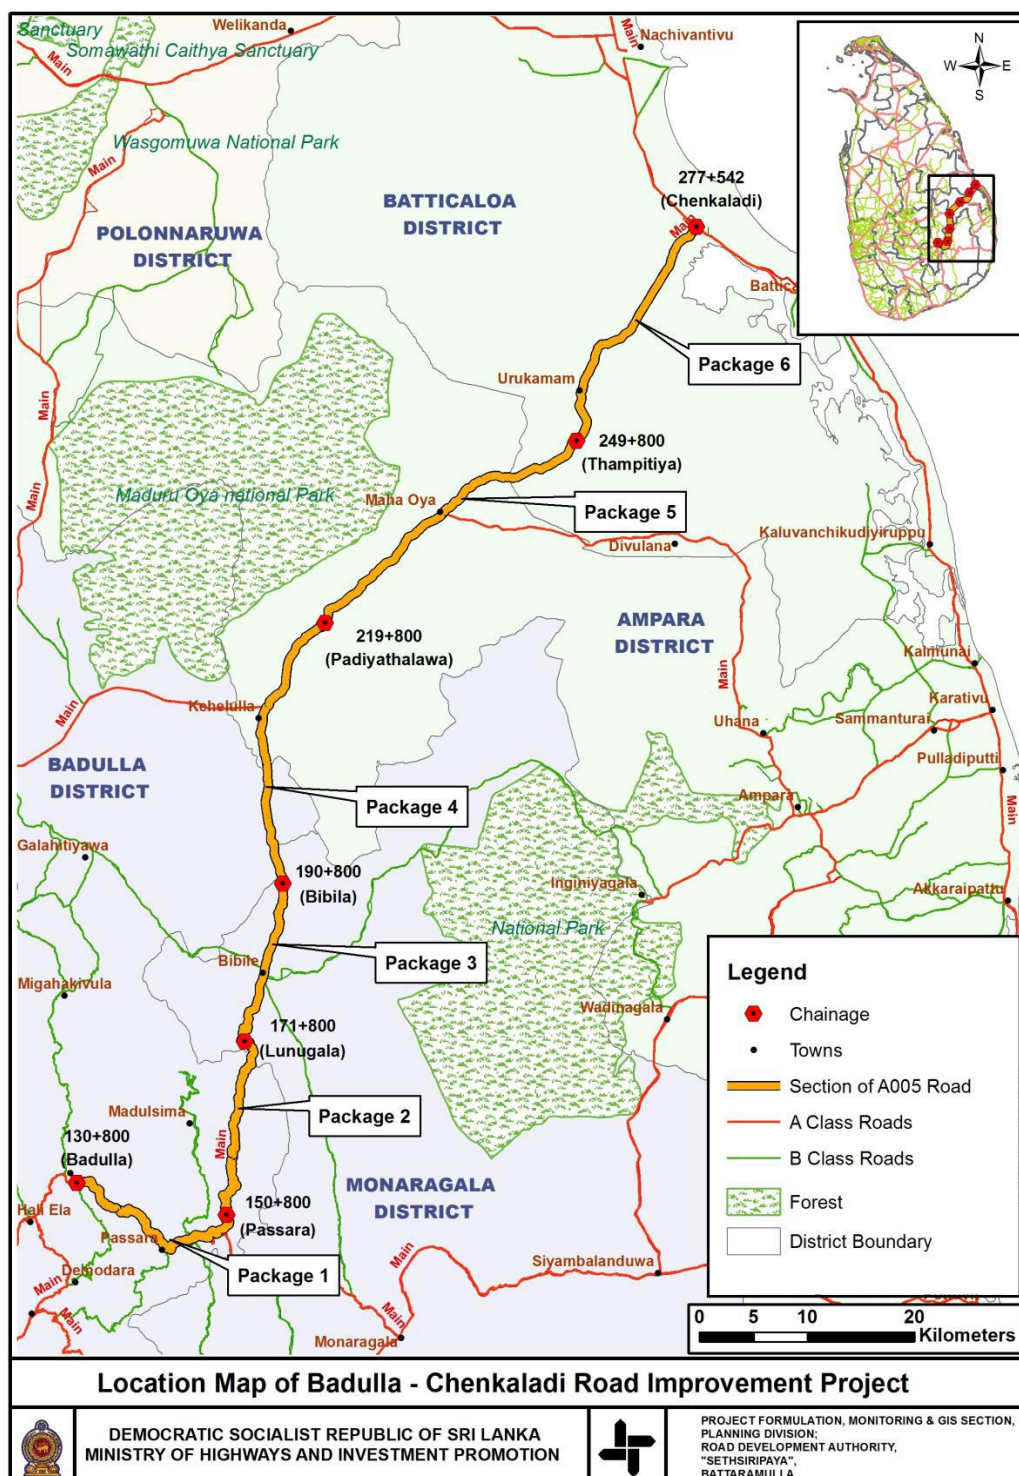 Sanctuary
Somawathi Caithya Sanctuary
Welikanda
Main
Main
Nachivantivu
N
W E
S
Wasgomuwa National Park
Main
277+542
(Chenkaladi)
Main
BATTICALOA
DISTRICT
POLONNARUWA
DISTRICT
Battica
Package 6
Urukamam
Main
249+800
(Thampitiya)
Maduru Oya national Park
Maha Oya
Package 5
Main
Divulana
Kaluvanchikudiyiruppu
AMPARA
DISTRICT
219+800
(Padiyathalawa)
Main
Kalmunai
Kehelulla
Main
Karativu
Uhana
Sammanturai
BADULLA
DISTRICT
Pulladiputti
Package 4
Ampara
Main
Galahitiyawa
190+800
(Bibila)
Inginiyagala
Akkaraipattu
National Park
Bibile
Package 3
Migahakivula
Wadinagala
171+800
(Lunugala)
Madulsima
Package 2
Main
130+800
(Badulla)
MONARAGALA
DISTRICT
150+800
(Passara)
Hali Ela
Passara
Package 1
Demodara
Main
Main
Main
Siyambalanduwa
Main
Monaragala
Legend
Chainage
Towns
Section of A005 Road
A Class Roads
B Class Roads
Forest
District Boundary
0 5 10 20
Kilometers
Location Map of Badulla - Chenkaladi Road Improvement Project
DEMOCRATIC SOCIALIST REPUBLIC OF SRI LANKA
MINISTRY OF HIGHWAYS AND INVESTMENT PROMOTION
PROJECT FORMULATION, MONITORING & GIS SECTION,
PLANNING DIVISION;
ROAD DEVELOPMENT AUTHORITY,
"SETHSIRIPAYA",
BATTARAMULLA